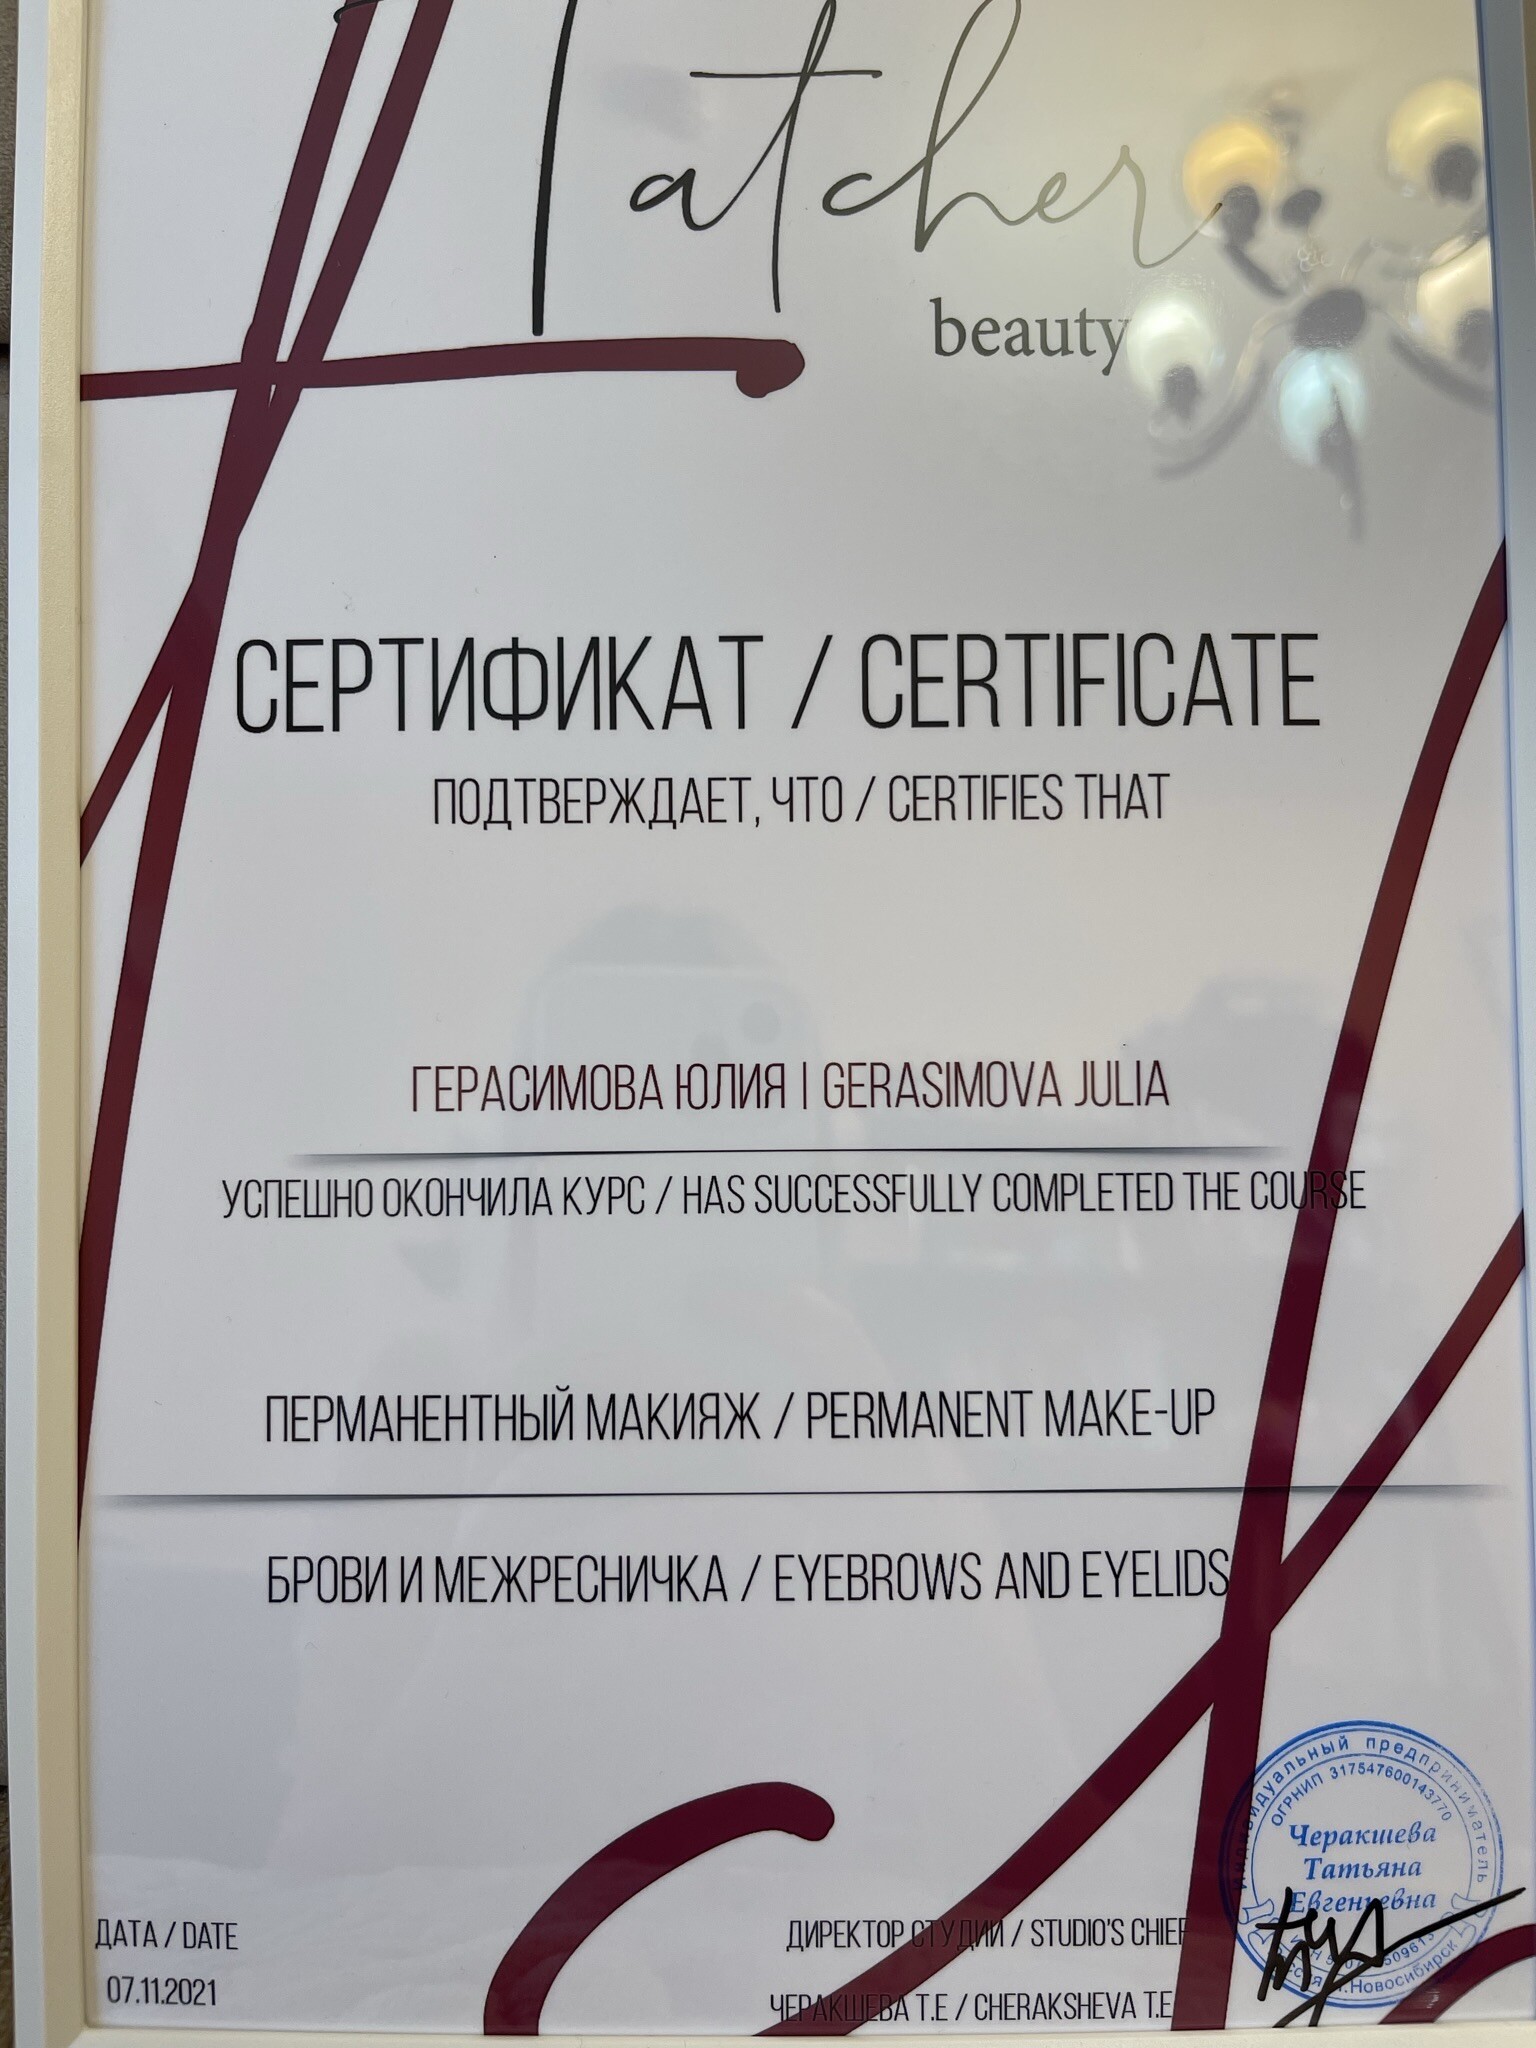 Tatcher
beauty
СЕРТИФИКАТ / CERTIFICATE
ПОДТВЕРЖДАЕТ, ЧТО / CERTIFIES THAT
ГЕРАСИМОВА ЮЛИЯ | GERASIMOVA JULIA
УСПЕШНО ОКОНЧИЛА КУРС / HAS SUCCESSFULLY COMPLETED THE COURSE
ПЕРМАНЕНТНЫЙ МАКИЯЖ / PERMANENT MAKE-UP
БРОВИ И МЕЖРЕСНИЧКА / EYEBROWS AND EYELIDS
Индивидуальный предприниматель
ОГРНИП 317547600143770
Черакшева
Татьяна
Евгеньевна
г.Новосибирск
ДАТА / DATE
07.11.2021
ДИРЕКТОР СТУДИИ / STUDIO'S CHIEF
ЧЕРАКШЕВА Т.Е / CHERAKSHEVA T.E